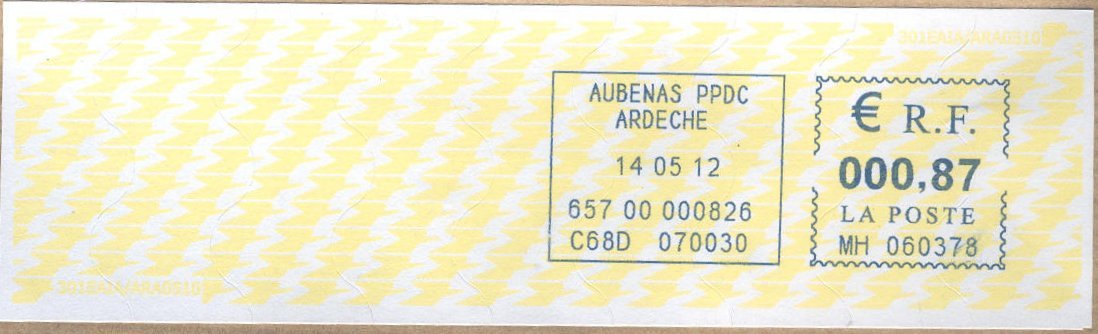 AUBENAS PPDC
ARDECHE
14 05 12
657 00 000826
C68D 070030
€ R.F.
000,87
LA POSTE
MH 060378